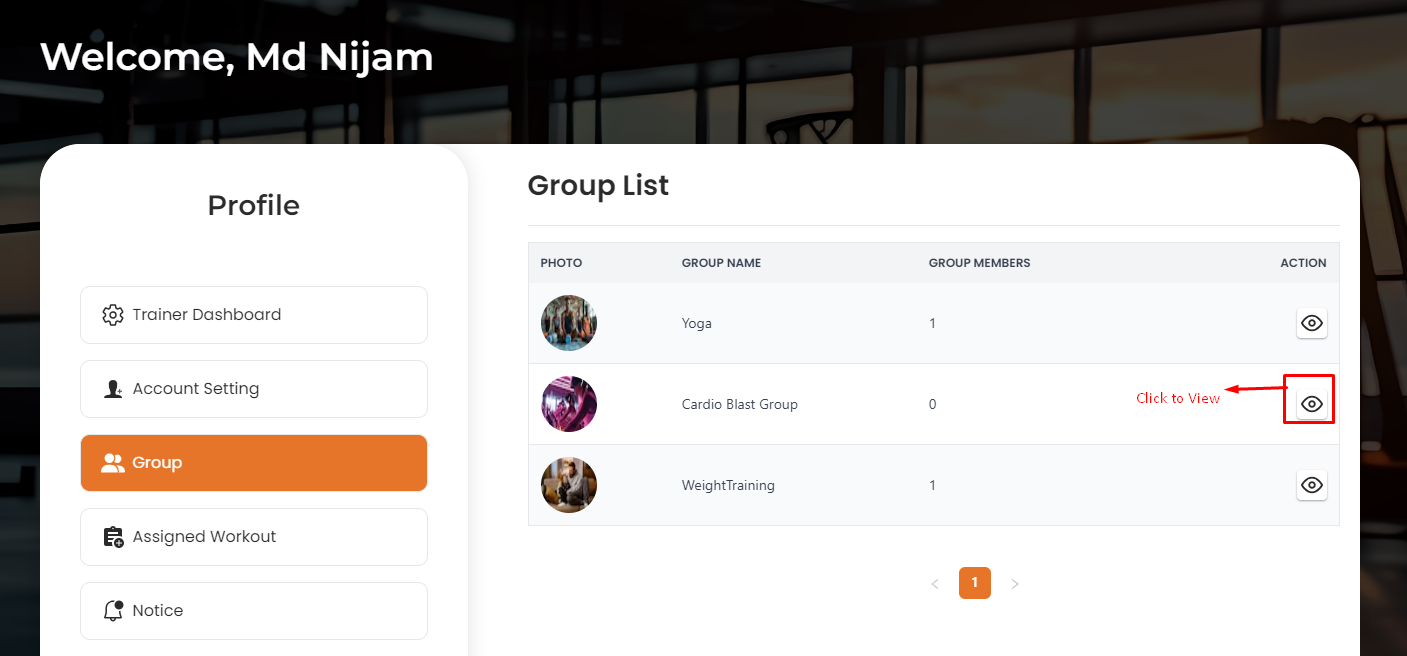 Welcome, Md Nijam
Profile
Trainer Dashboard
Account Setting
Group
Assigned Workout
Notice
Group List
PHOTO GROUP NAME GROUP MEMBERS ACTION
Yoga 1
Cardio Blast Group 0 Click to View
WeightTraining 1
< 1 >